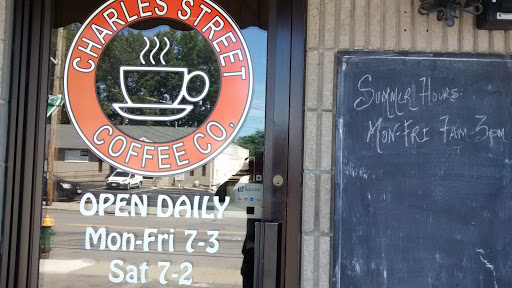 CHARLES STREET
COFFEE CO.
OPEN DAILY
Mon-Fri 7-3
Sat 7-2
Square
SUMMER HOURS:
MON-FRI 7AM-3PM